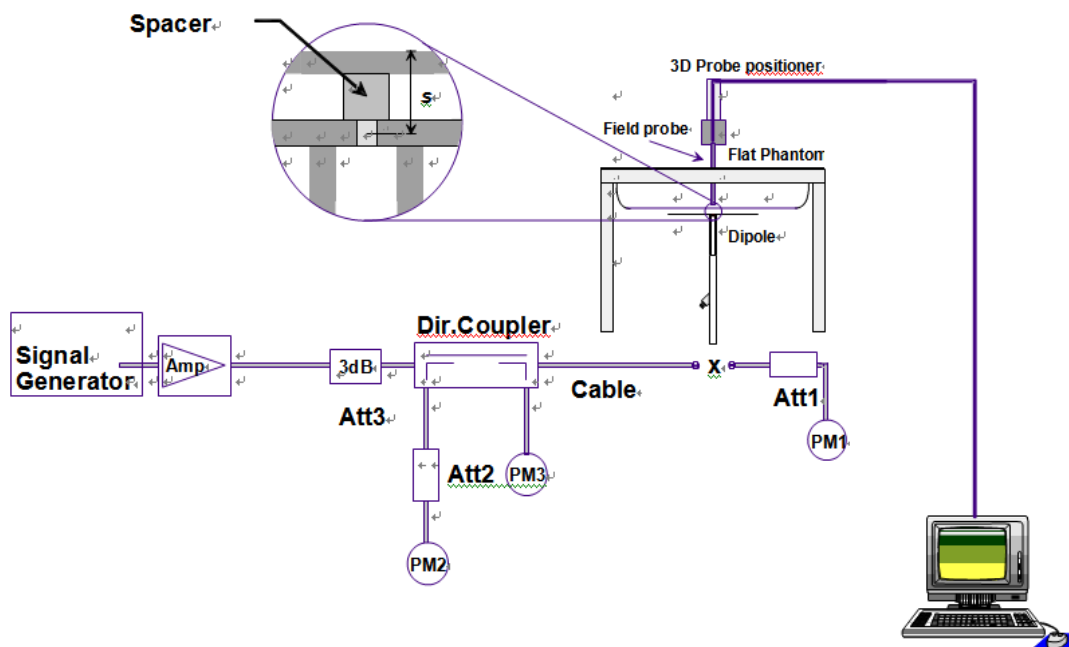 Spacer
s
3D Probe positioner
Field probe
Flat Phantom
Dipole
Signal
Generator
Amp
3dB
Att3
Dir.Coupler
Cable
x
Att1
PM1
Att2
PM3
PM2